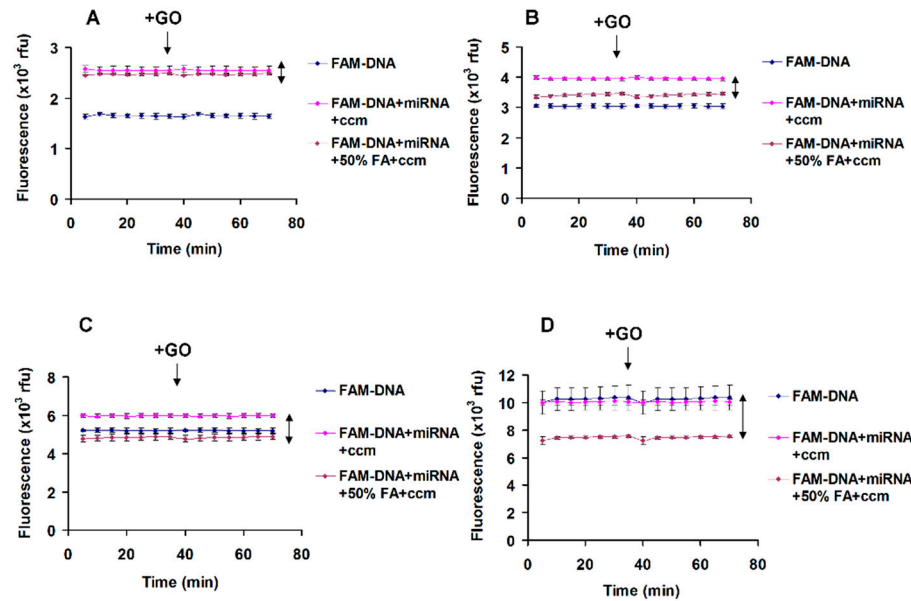 A
+GO
Fluorescence (x10³ rfu)
3
2
1
0
0 20 40 60 80
Time (min)
FAM-DNA
FAM-DNA+miRNA
+ccm
FAM-DNA+miRNA
+50% FA+ccm
B
+GO
Fluorescence (x10³ rfu)
5
4
3
2
1
0
0 20 40 60 80
Time (min)
FAM-DNA
FAM-DNA+miRNA
+ccm
FAM-DNA+miRNA
+50% FA+ccm
C
+GO
Fluorescence (x10³ rfu)
8
6
4
2
0
0 20 40 60 80
Time (min)
FAM-DNA
FAM-DNA+miRNA
+ccm
FAM-DNA+miRNA
+50% FA+ccm
D
+GO
Fluorescence (x10³ rfu)
12
10
8
6
4
2
0
0 20 40 60 80
Time (min)
FAM-DNA
FAM-DNA+miRNA
+ccm
FAM-DNA+miRNA
+50% FA+ccm